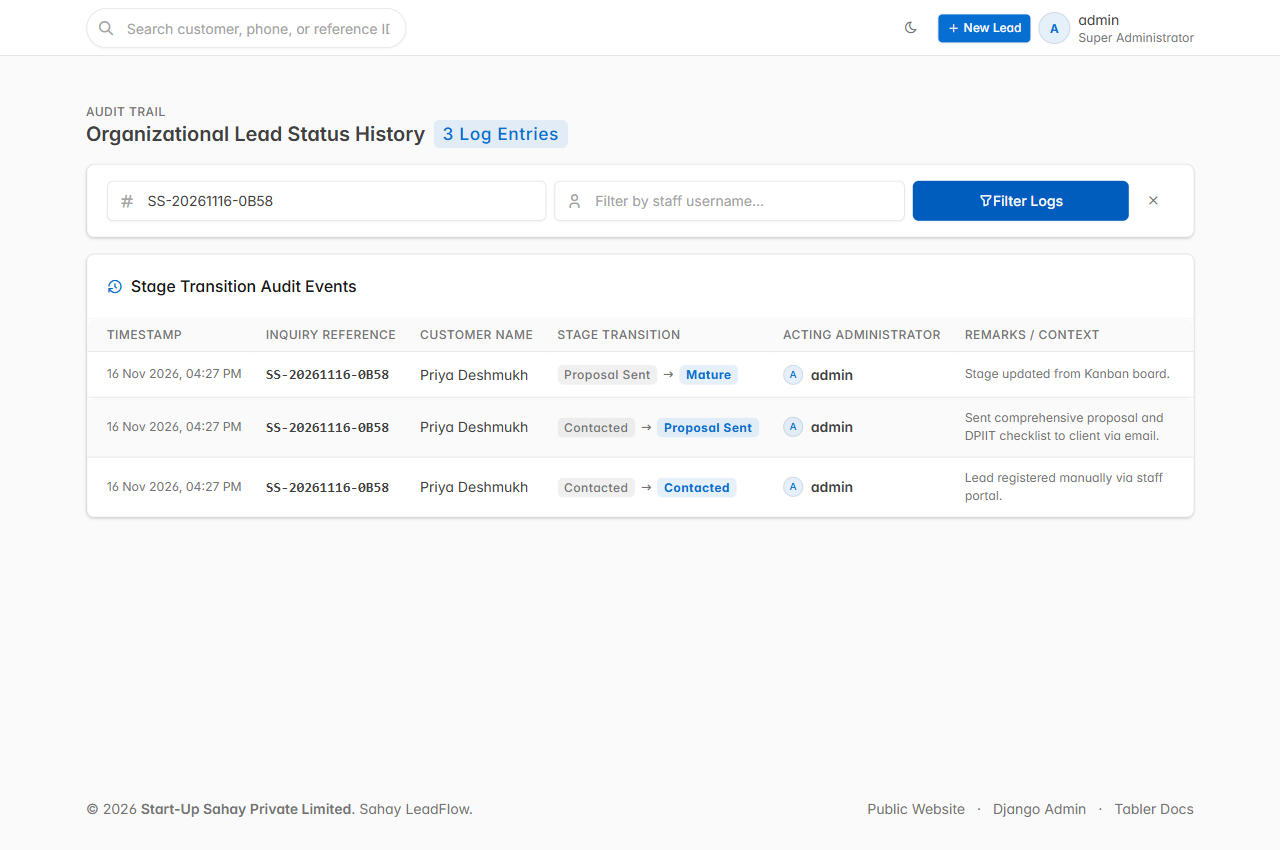 Search customer, phone, or reference ID
+ New Lead
A
admin
Super Administrator
AUDIT TRAIL
Organizational Lead Status History 3 Log Entries
# SS-20261116-0B58
Filter by staff username...
Filter Logs
×
Stage Transition Audit Events
TIMESTAMP INQUIRY REFERENCE CUSTOMER NAME STAGE TRANSITION ACTING ADMINISTRATOR REMARKS / CONTEXT
16 Nov 2026, 04:27 PM SS-20261116-0B58 Priya Deshmukh Proposal Sent → Mature A admin Stage updated from Kanban board.
16 Nov 2026, 04:27 PM SS-20261116-0B58 Priya Deshmukh Contacted → Proposal Sent A admin Sent comprehensive proposal and
DPIIT checklist to client via email.
16 Nov 2026, 04:27 PM SS-20261116-0B58 Priya Deshmukh Contacted → Contacted A admin Lead registered manually via staff
portal.
© 2026 Start-Up Sahay Private Limited. Sahay LeadFlow.
Public Website · Django Admin · Tabler Docs